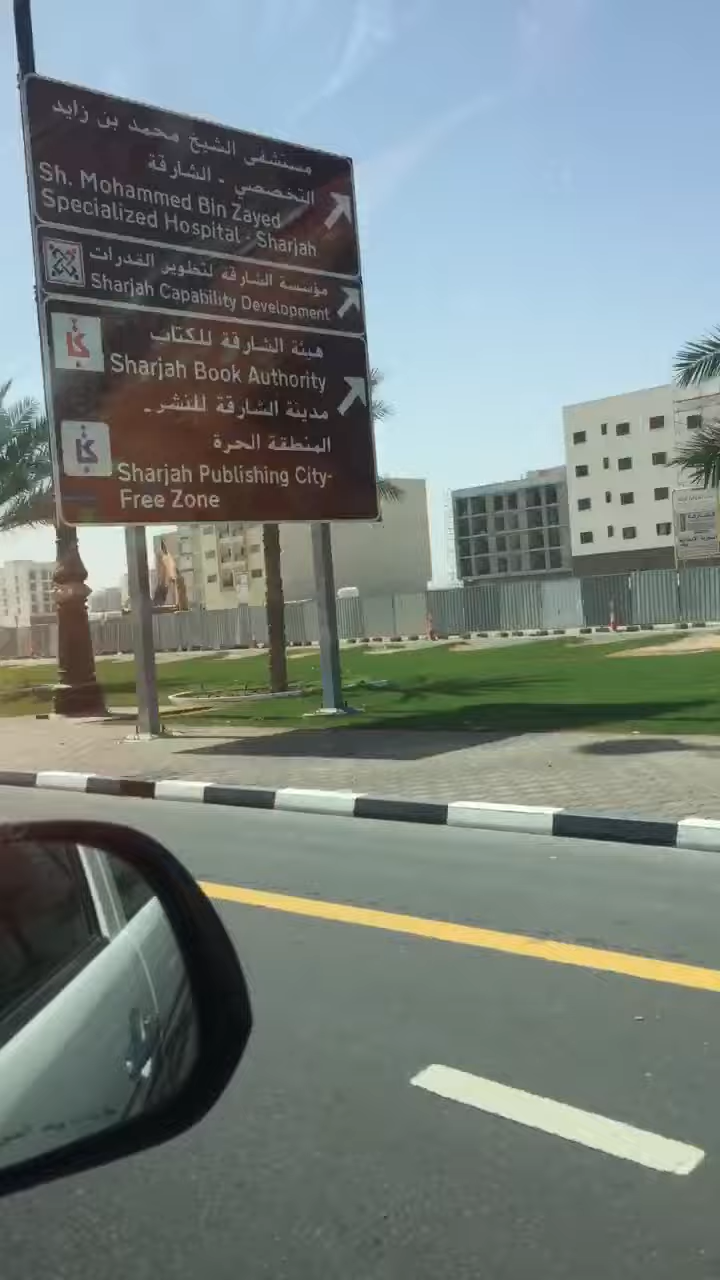 مستشفى الشيخ محمد بن زايد
التخصصي - الشارقة
Sh. Mohammed Bin Zayed
Specialized Hospital - Sharjah
مؤسسة الشارقة لتطوير القدرات
Sharjah Capability Development
هيئة الشارقة للكتاب
Sharjah Book Authority
مدينة الشارقة للنشر-
المنطقة الحرة
Sharjah Publishing City-
Free Zone